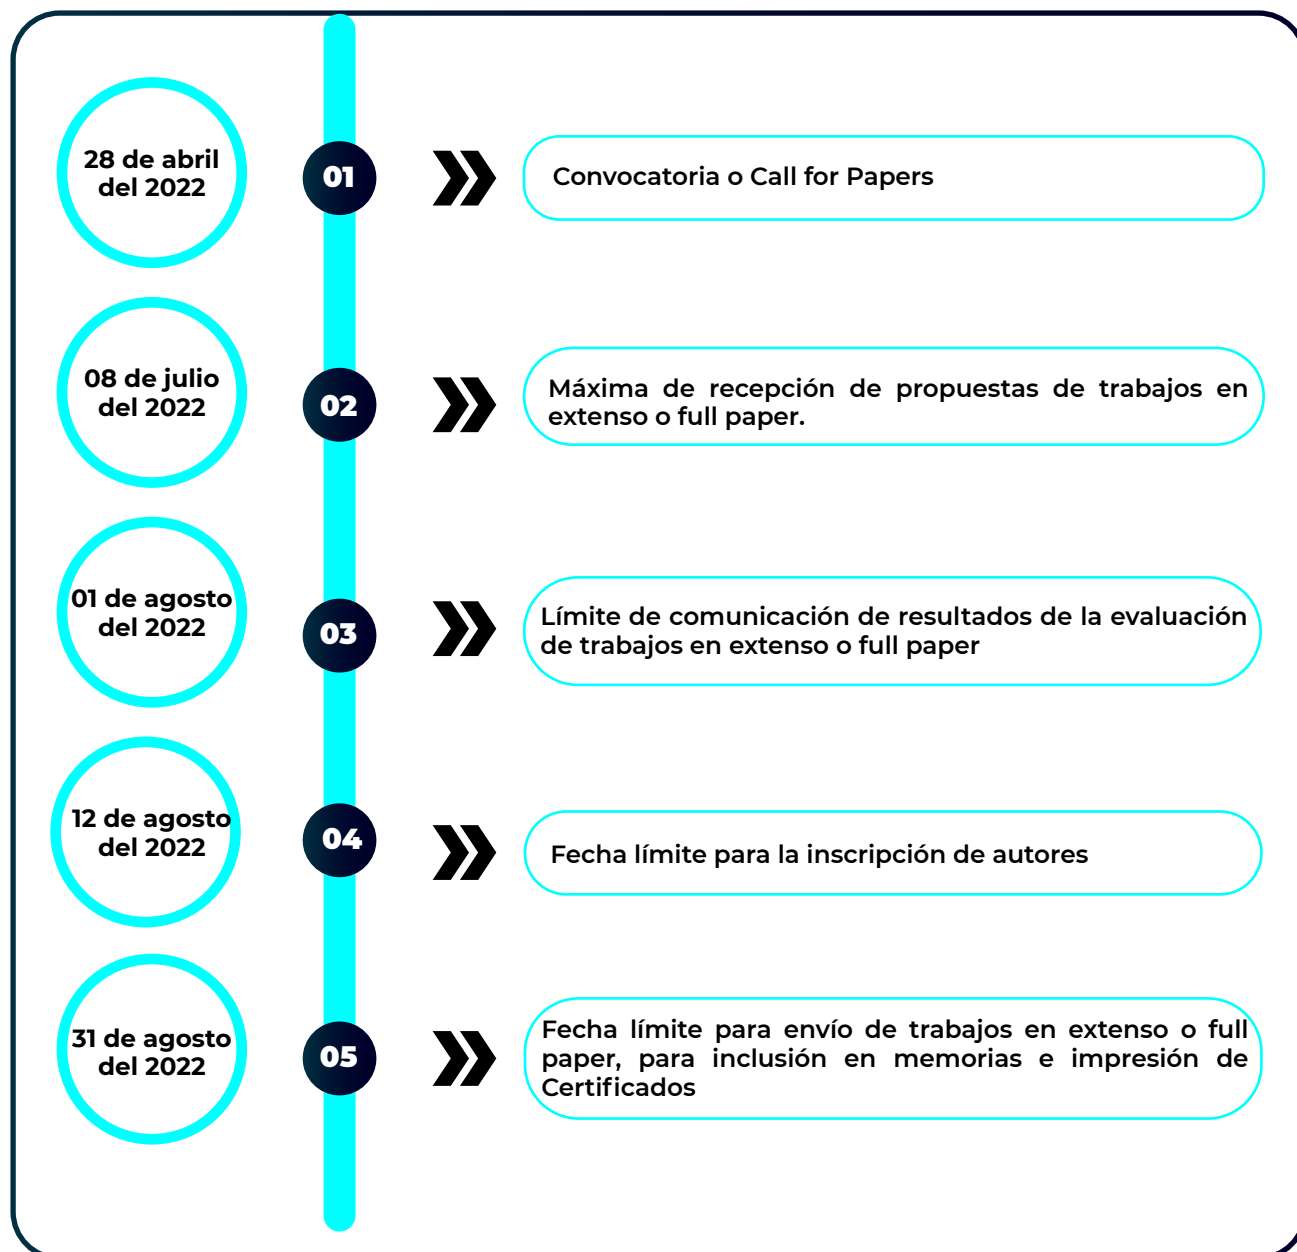 28 de abril
del 2022
01
Convocatoria o Call for Papers
08 de julio
del 2022
02
Máxima de recepción de propuestas de trabajos en
extenso o full paper.
01 de agosto
del 2022
03
Límite de comunicación de resultados de la evaluación
de trabajos en extenso o full paper
12 de agosto
del 2022
04
Fecha límite para la inscripción de autores
31 de agosto
del 2022
05
Fecha límite para envío de trabajos en extenso o full
paper, para inclusión en memorias e impresión de
Certificados